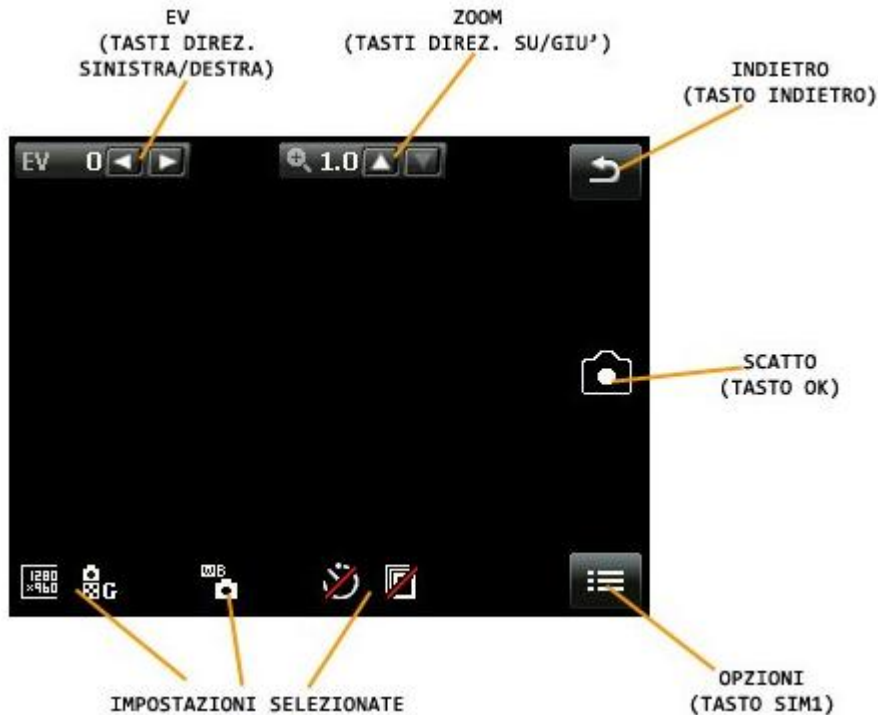 EV
(TASTI DIREZ.
SINISTRA/DESTRA)
ZOOM
(TASTI DIREZ. SU/GIU’)
INDIETRO
(TASTO INDIETRO)
EV 0
1.0
SCATTO
(TASTO OK)
1280
×960
G
WB
IMPOSTAZIONI SELEZIONATE
OPZIONI
(TASTO SIM1)